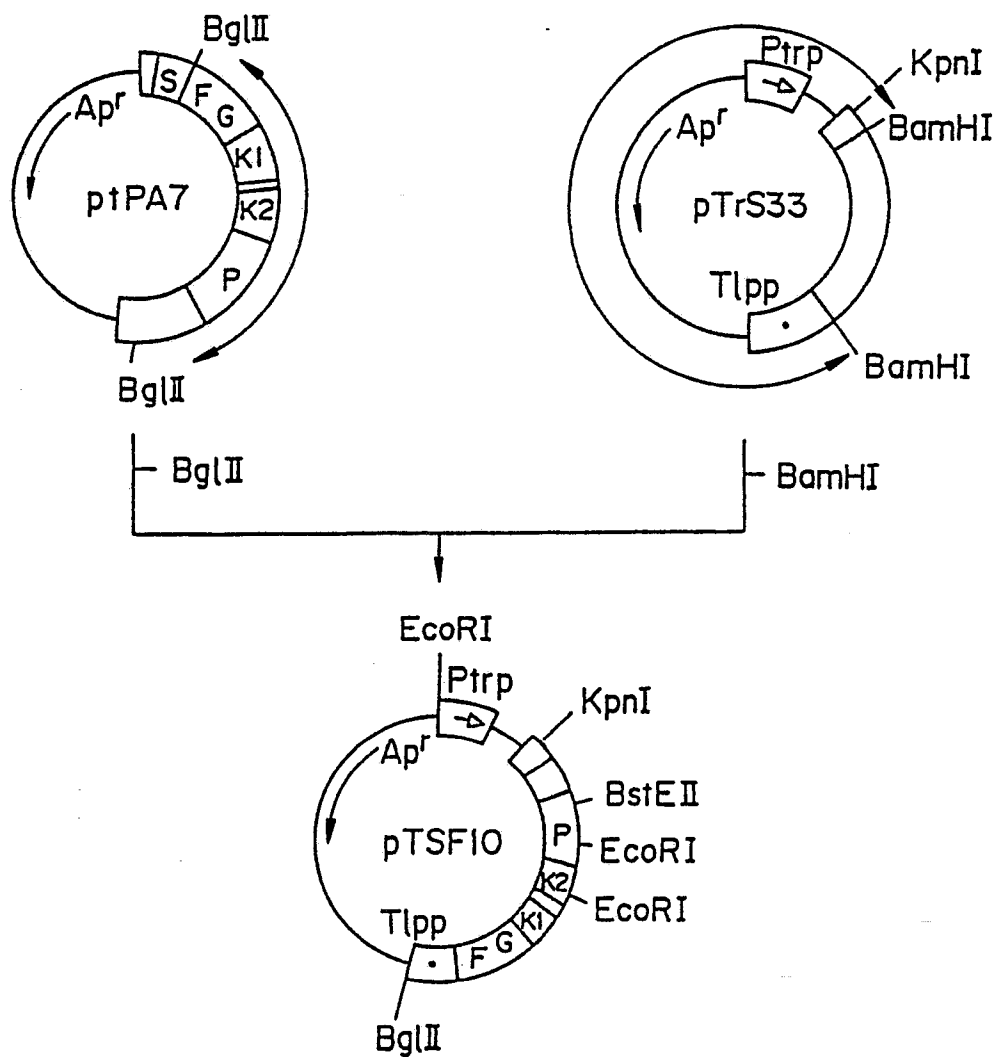 BglⅡ
S
F
G
K1
K2
P
Apʳ
ptPA7
BglⅡ
Ptrp
KpnI
BamHI
Apʳ
pTrS33
Tlpp
BamHI
BglⅡ
BamHI
EcoRI
Ptrp
KpnI
Apʳ
BstEⅡ
P
EcoRI
pTSF10
K2
EcoRI
K1
G
F
Tlpp
BglⅡ